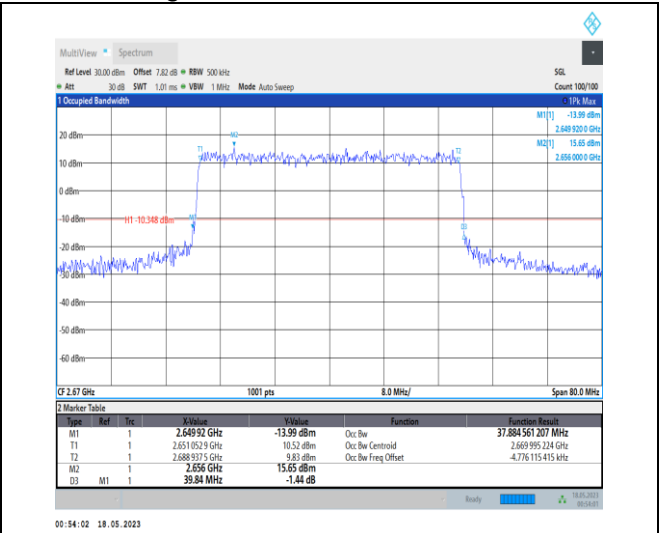 MultiView Spectrum
Ref Level 30.00 dBm Offset 7.82 dB RBW 500 kHz SGL
Att 30 dB SWT 1.01 ms VBW 1 MHz Mode Auto Sweep Count 100/100
1 Occupied Bandwidth 1Pk Max
M1[1] -13.99 dBm
2.649 920 0 GHz
M2[1] 15.65 dBm
2.656 000 0 GHz
20 dBm
M2
T1
T2
10 dBm
0 dBm
-10 dBm
H1 -10.348 dBm
M1
D3
-20 dBm
-30 dBm
-40 dBm
-50 dBm
-60 dBm
CF 2.67 GHz 1001 pts 8.0 MHz/ Span 80.0 MHz
2 Marker Table
Type Ref Trc X-Value Y-Value Function Function Result
M1 1 2.649 92 GHz -13.99 dBm Occ Bw 37.884 561 207 MHz
T1 1 2.651 052 9 GHz 10.52 dBm Occ Bw Centroid 2.669 995 224 GHz
T2 1 2.688 937 5 GHz 9.83 dBm Occ Bw Freq Offset -4.776 115 415 kHz
M2 1 2.656 GHz 15.65 dBm
D3 M1 1 39.84 MHz -1.44 dB
Ready 18.05.2023
00:54:01
00:54:02 18.05.2023